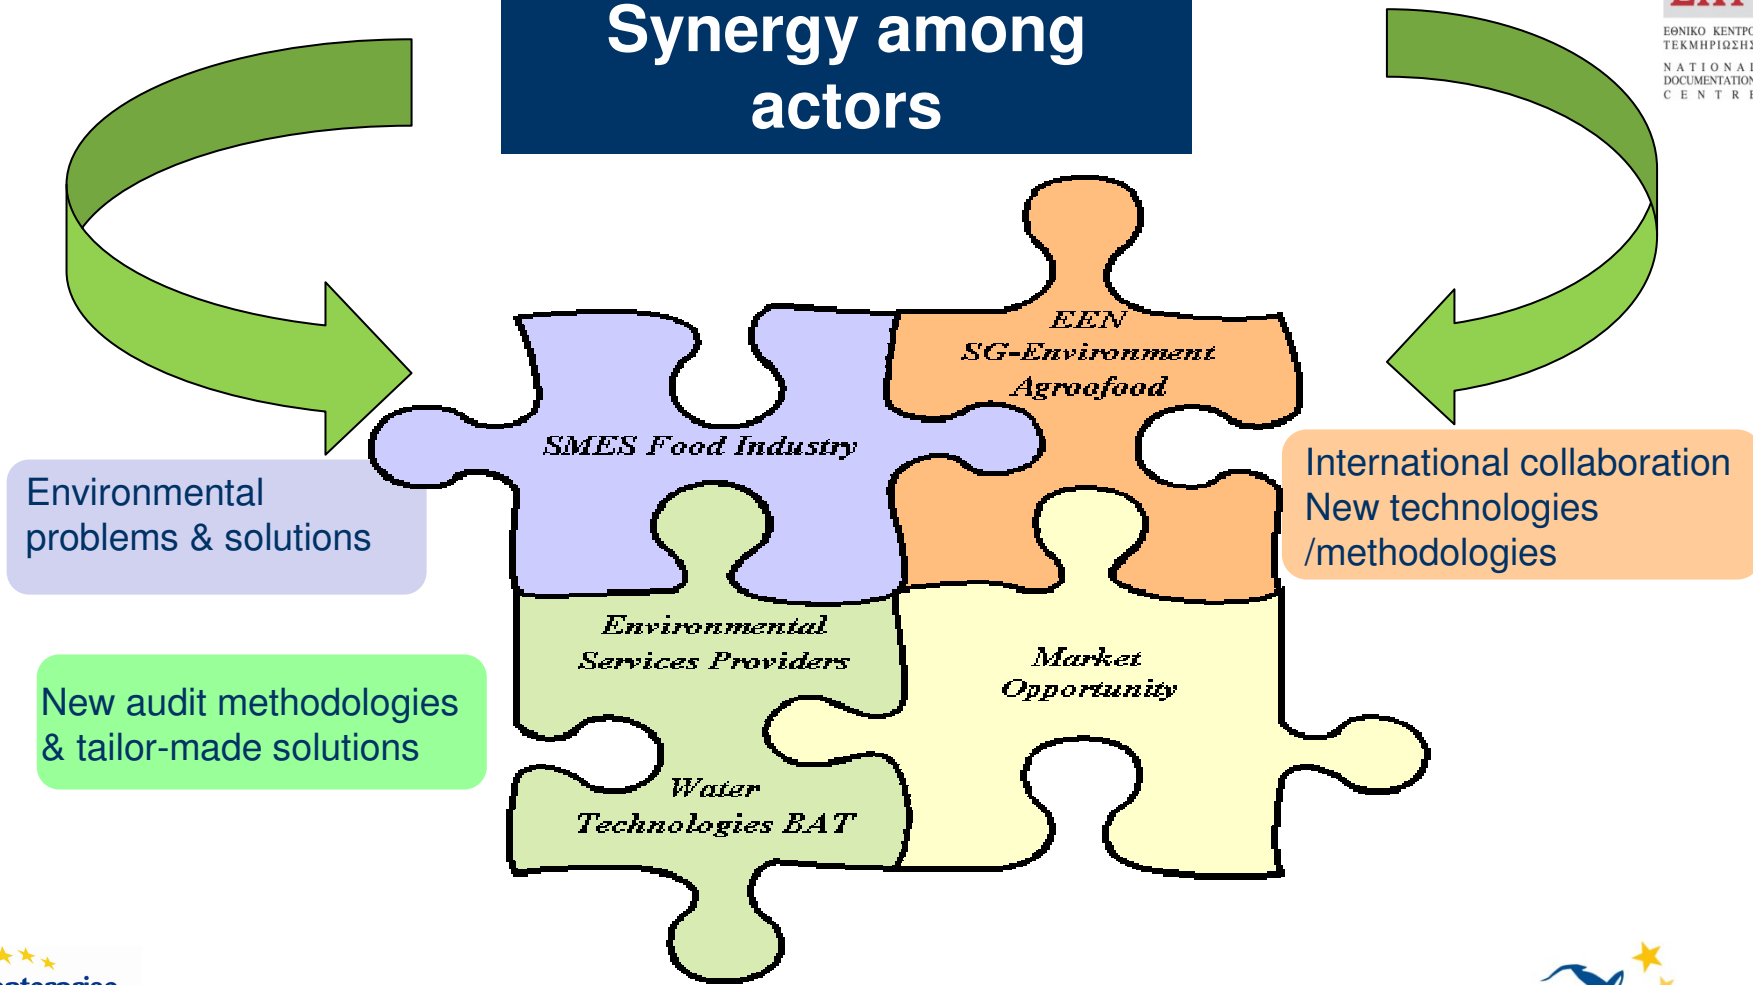 Synergy among
actors
ΕΘΝΙΚΟ ΚΕΝΤΡΟ
ΤΕΚΜΗΡΙΩΣΗΣ
NATIONAL
DOCUMENTATION
CENTRE
EEN
SG-Environment
Agroofood
SMES Food Industry
Environmental
problems & solutions
International collaboration
New technologies
/methodologies
Environmental
Services Providers
Market
Opportunity
New audit methodologies
& tailor-made solutions
Water
Technologies BAT